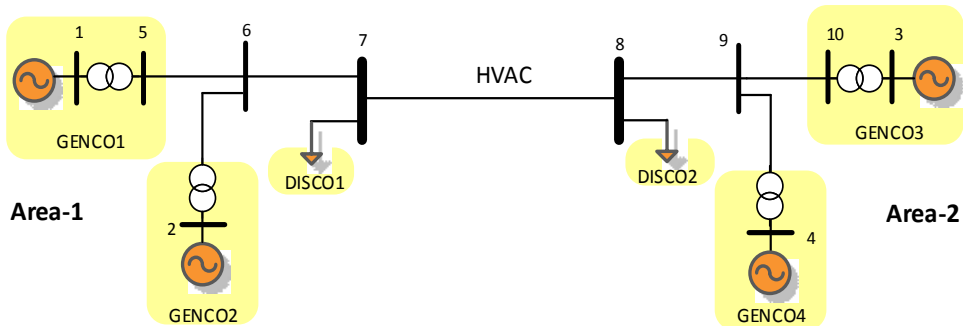 1
5
6
7
8
9
10
3
HVAC
GENCO1
GENCO3
DISCO1
DISCO2
Area-1
Area-2
2
4
GENCO2
GENCO4